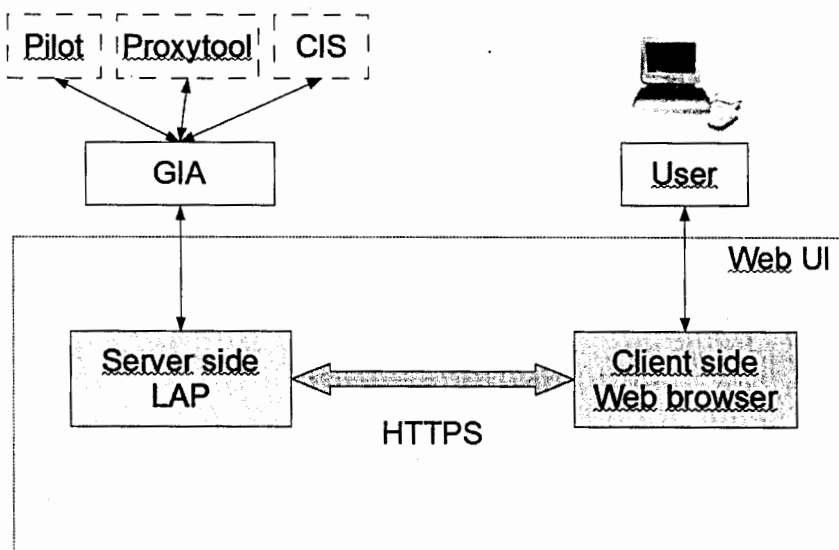 Pilot
Proxytool
CIS
GIA
User
Web UI
Server side
LAP
Client side
Web browser
HTTPS